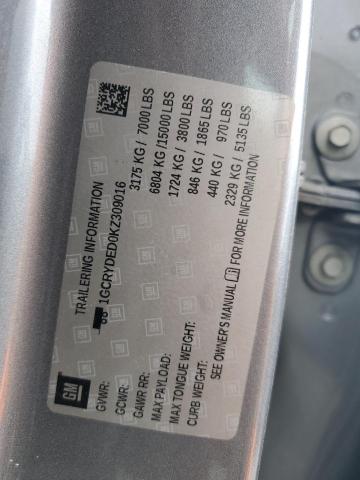 TRAILERING INFORMATION
1GCRYDED0KZ309016
GM
GVWR: 3175 KG / 7000 LBS
GCWR: 6804 KG /15000 LBS
GAWR RR: 1724 KG / 3800 LBS
MAX PAYLOAD: 846 KG / 1865 LBS
MAX TONGUE WEIGHT: 440 KG / 970 LBS
CURB WEIGHT: 2329 KG / 5135 LBS
SEE OWNER'S MANUAL FOR MORE INFORMATION